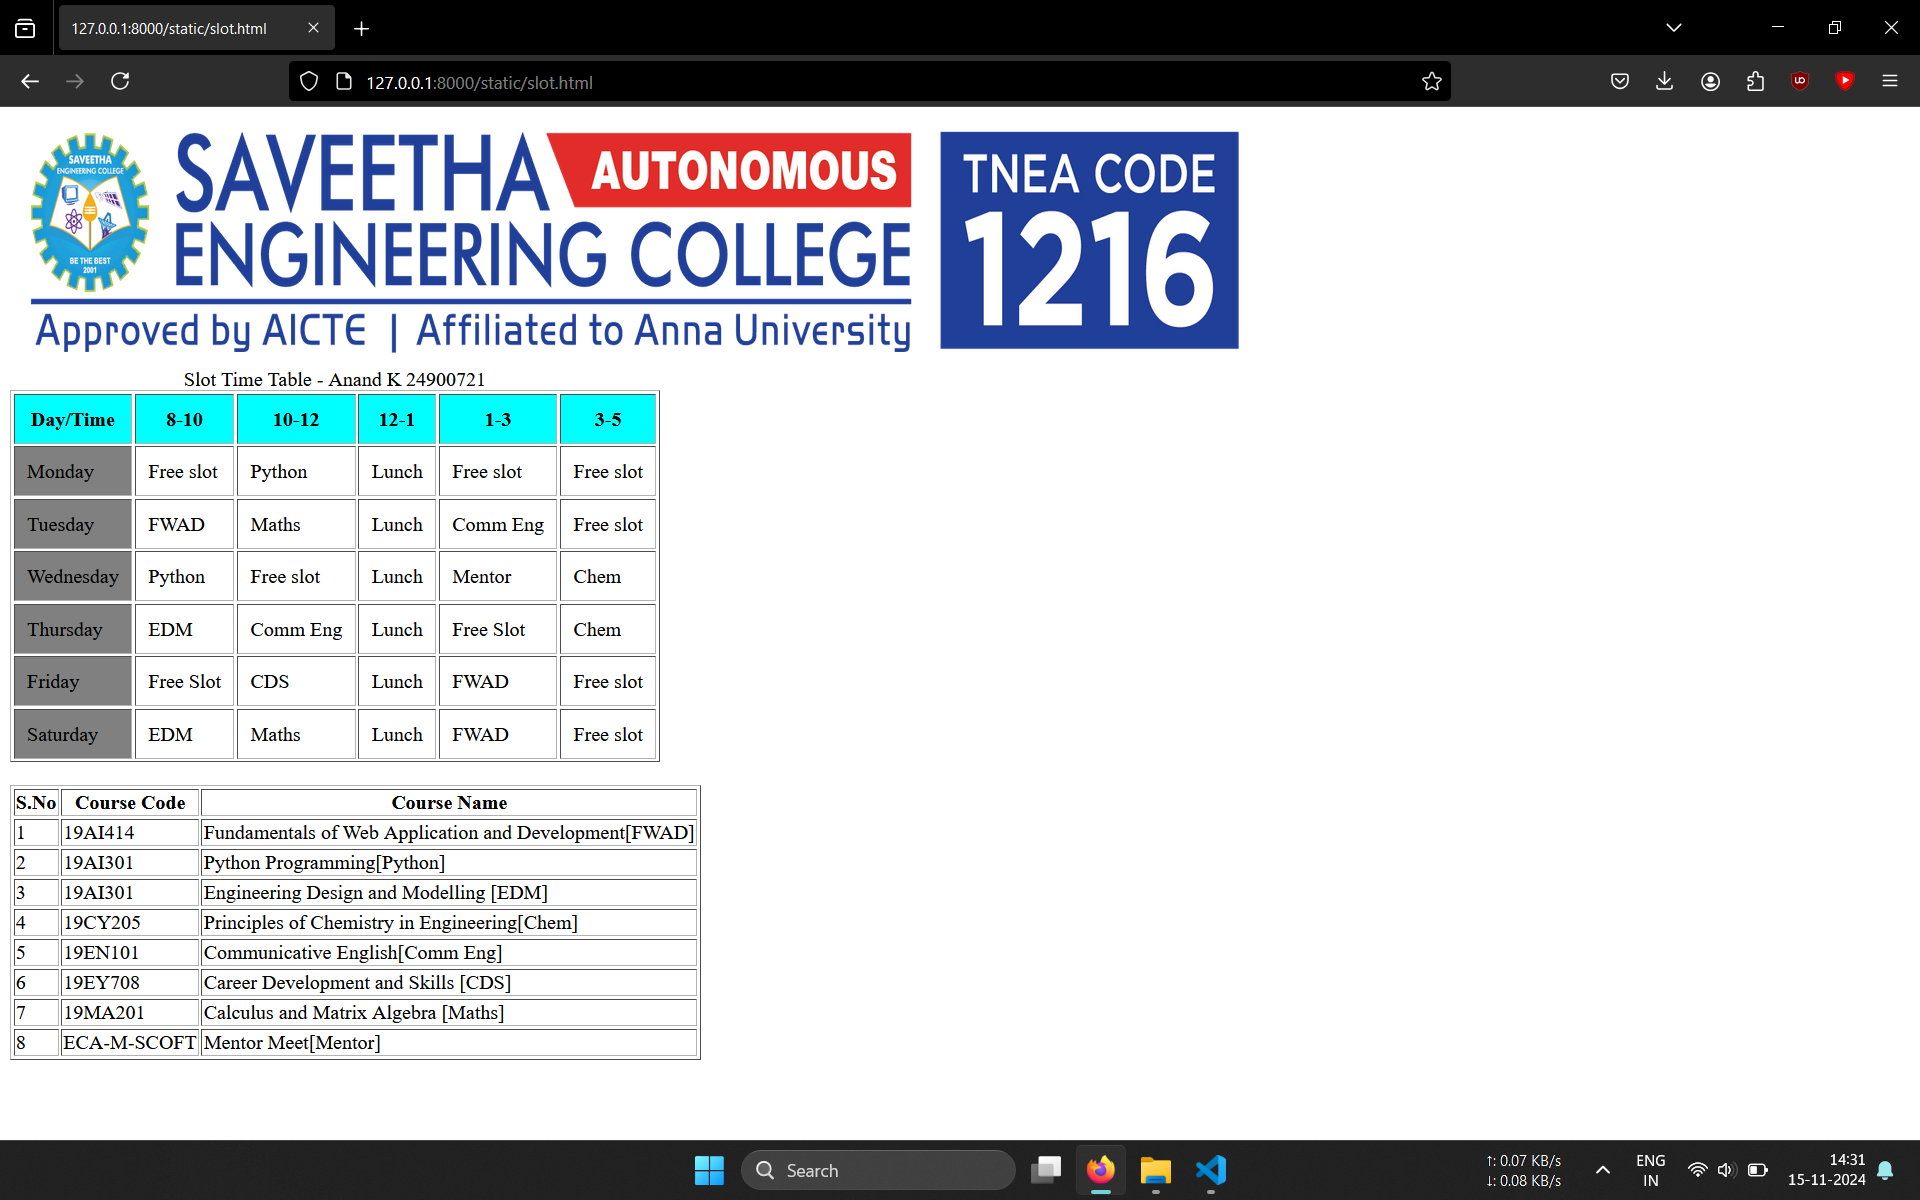 127.0.0.1:8000/static/slot.html
127.0.0.1:8000/static/slot.html
SAVEETHA
ENGINEERING COLLEGE
BE THE BEST
2001
SAVEETHA AUTONOMOUS
ENGINEERING COLLEGE
Approved by AICTE | Affiliated to Anna University
TNEA CODE
1216
Slot Time Table - Anand K 24900721
Day/Time 8-10 10-12 12-1 1-3 3-5
Monday Free slot Python Lunch Free slot Free slot
Tuesday FWAD Maths Lunch Comm Eng Free slot
Wednesday Python Free slot Lunch Mentor Chem
Thursday EDM Comm Eng Lunch Free Slot Chem
Friday Free Slot CDS Lunch FWAD Free slot
Saturday EDM Maths Lunch FWAD Free slot
S.No Course Code Course Name
1 19AI414 Fundamentals of Web Application and Development[FWAD]
2 19AI301 Python Programming[Python]
3 19AI301 Engineering Design and Modelling [EDM]
4 19CY205 Principles of Chemistry in Engineering[Chem]
5 19EN101 Communicative English[Comm Eng]
6 19EY708 Career Development and Skills [CDS]
7 19MA201 Calculus and Matrix Algebra [Maths]
8 ECA-M-SCOFT Mentor Meet[Mentor]
Search
↑: 0.07 KB/s
↓: 0.08 KB/s
ENG
IN
14:31
15-11-2024